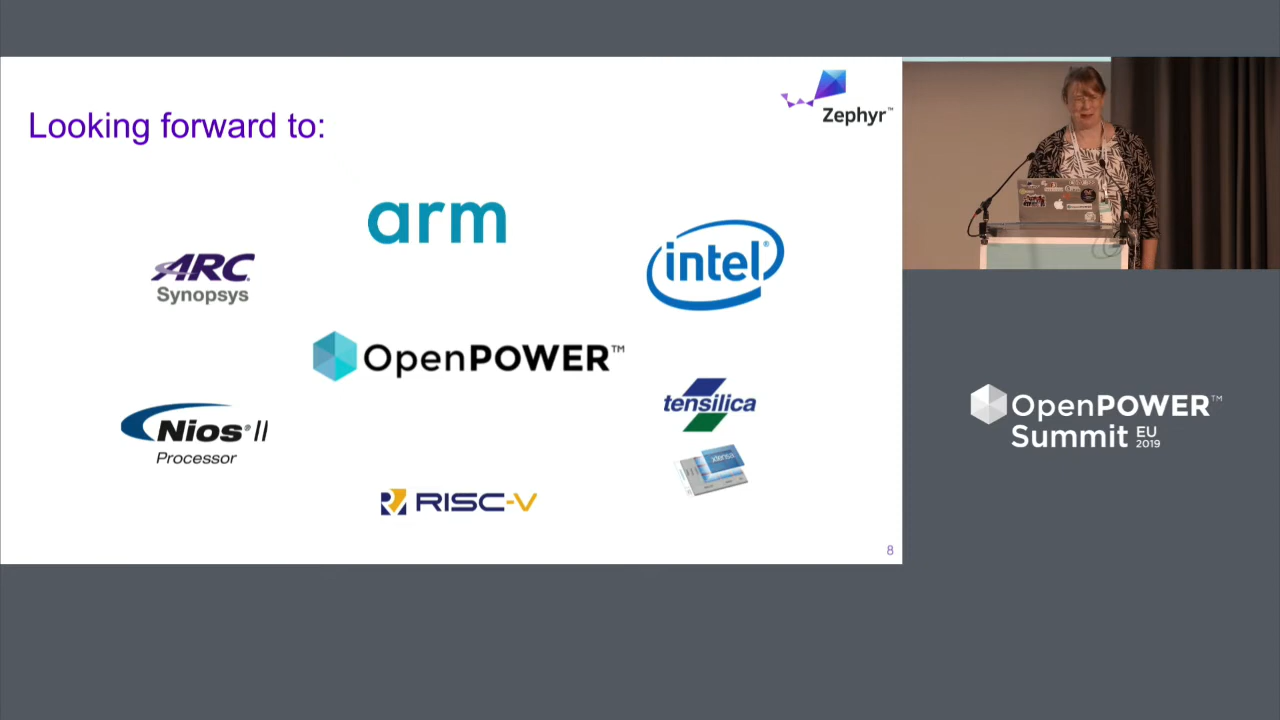 Looking forward to:
Zephyr™
arm
intel®
ARC®
Synopsys
OpenPOWER™
tensilica
Nios® II
Processor
RISC-V
8
OpenPOWER™
Summit EU
2019